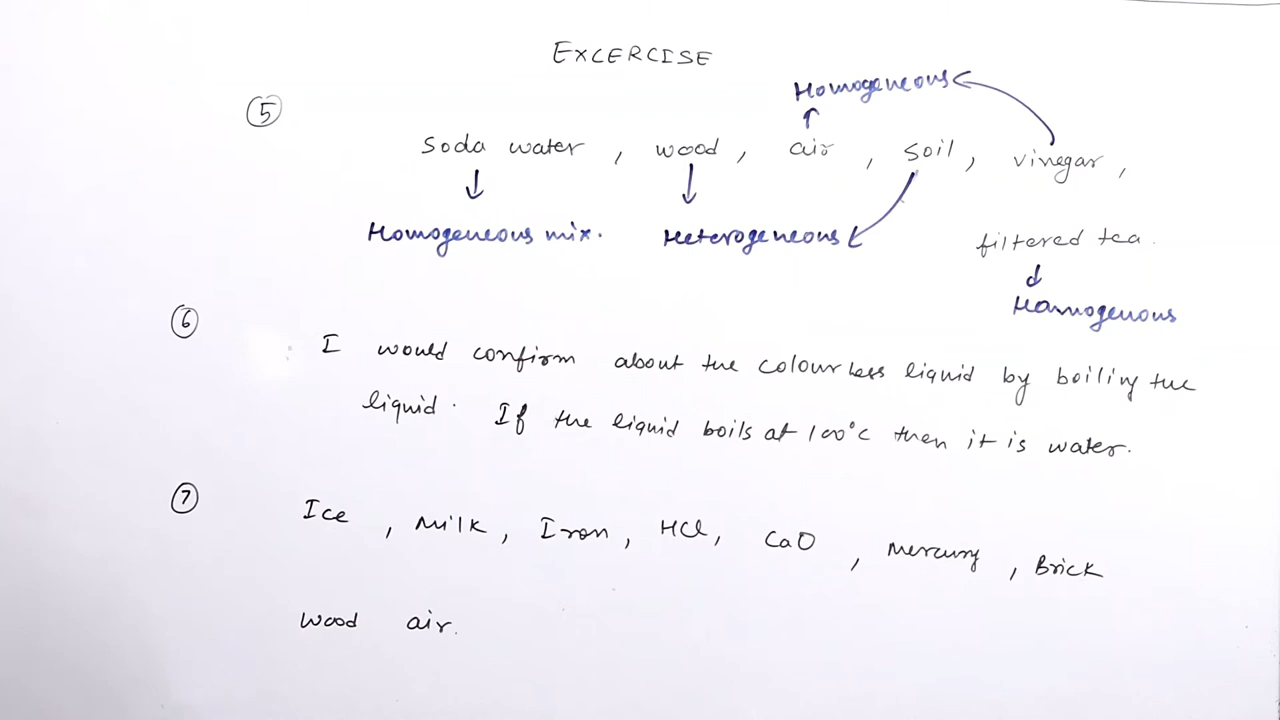 EXCERCISE
Homogeneous
5
Soda water , wood , air , Soil , vinegar ,
Homogeneous mix. Heterogeneous
filtered tea.
Homogenous
6
I would confirm about the colourless liquid by boiling the
liquid. If the liquid boils at 100°c then it is water.
7
Ice , Milk , Iron , HCl , CaO , Mercury , Brick
Wood air.